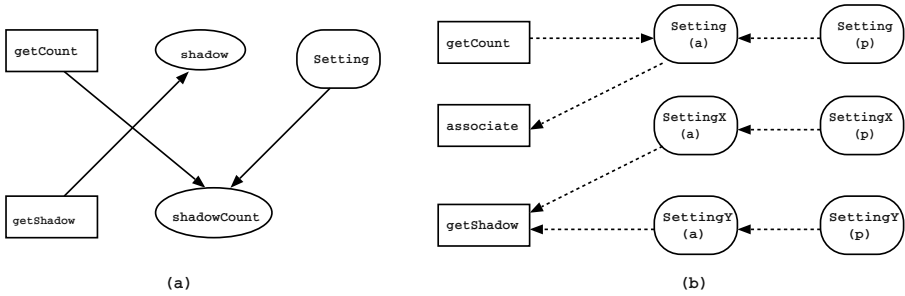 getCount
shadow
Setting
getShadow
shadowCount
(a)
getCount
Setting
(a)
Setting
(p)
associate
SettingX
(a)
SettingX
(p)
getShadow
SettingY
(a)
SettingY
(p)
(b)